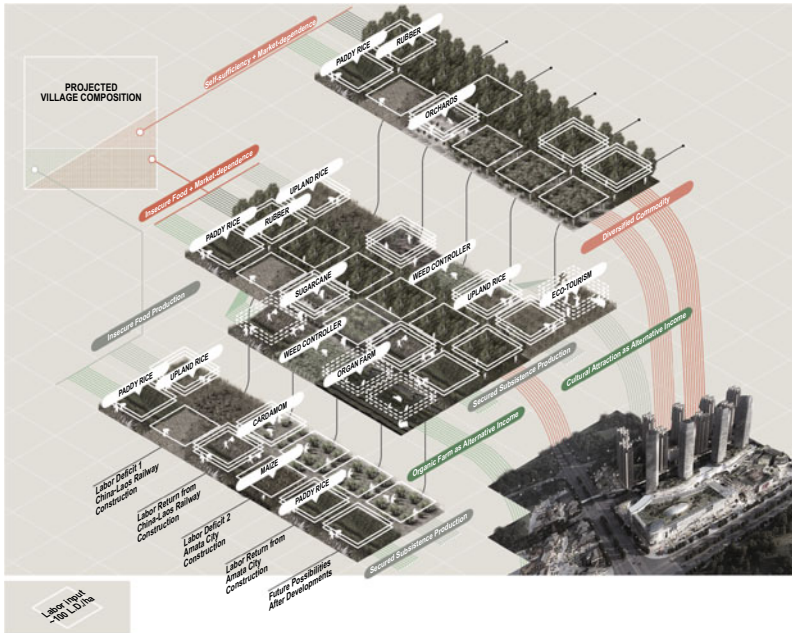 PROJECTED
VILLAGE COMPOSITION
Self-sufficiency + Market-dependence
PADDY RICE
RUBBER
ORCHARDS
Insecure Food + Market-dependence
UPLAND RICE
PADDY RICE
RUBBER
Diversified Commodity
WEED CONTROLLER
SUGARCANE
UPLAND RICE
ECO-TOURISM
Insecure Food Production
WEED CONTROLLER
ORGAN FARM
Secured Subsistence Production
Cultural Attraction as Alternative Income
PADDY RICE
UPLAND RICE
CARDAMOM
MAIZE
PADDY RICE
Organic Farm as Alternative Income
Labor Deficit 1
China-Laos Railway
Construction
Labor Return from
China-Laos Railway
Construction
Labor Deficit 2
Amata City
Construction
Labor Return from
Amata City
Construction
Future Possibilities
After Developments
Secured Subsistence Production
Labor input
~100 L.D./ha